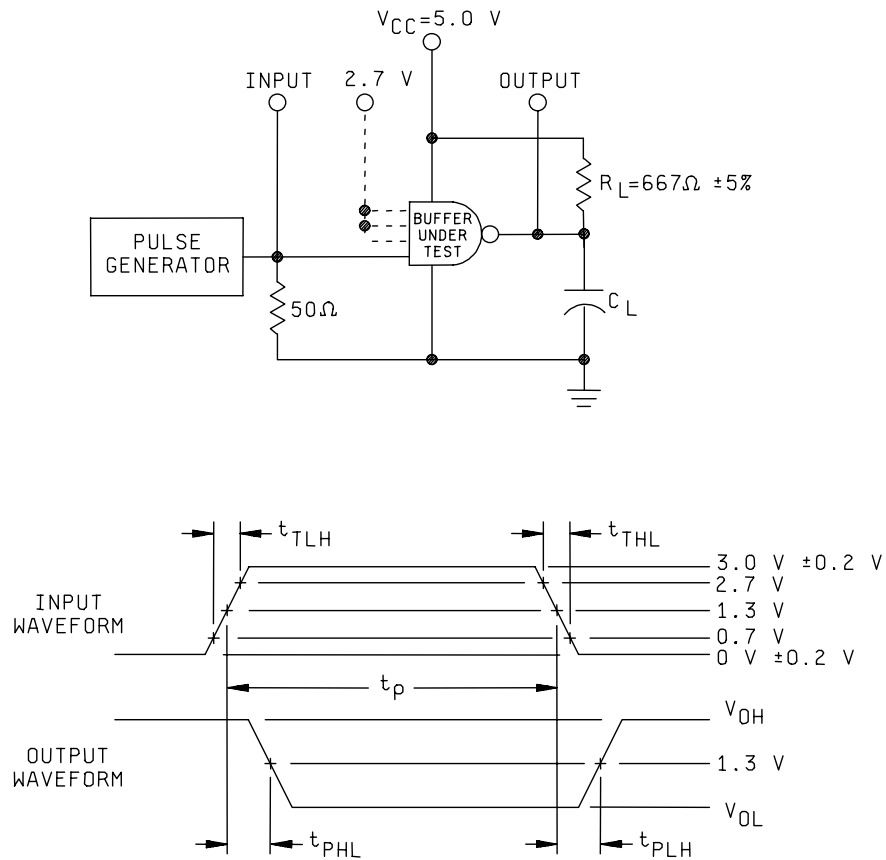 V_CC=5.0 V
INPUT
2.7 V
OUTPUT
R_L=667Ω ±5%
BUFFER
UNDER
TEST
PULSE
GENERATOR
50Ω
C_L
t_TLH
t_THL
3.0 V ±0.2 V
2.7 V
INPUT
WAVEFORM
1.3 V
0.7 V
0 V ±0.2 V
t_p
V_OH
OUTPUT
WAVEFORM
1.3 V
V_OL
t_PHL
t_PLH